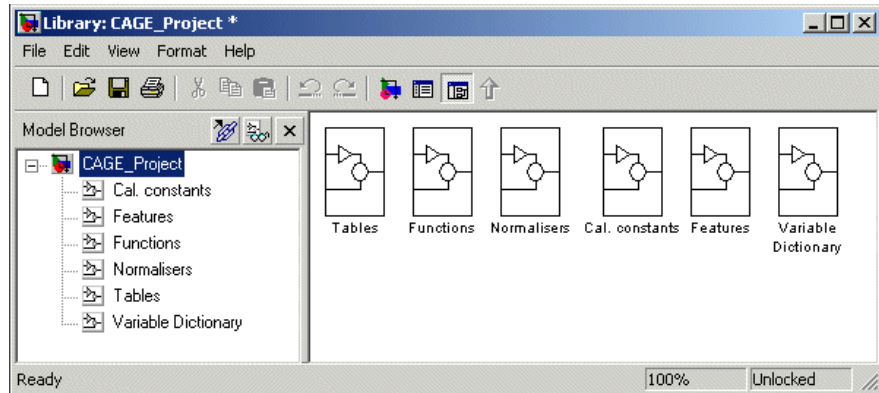 Library: CAGE_Project *
File Edit View Format Help
Model Browser
CAGE_Project
Cal. constants
Features
Functions
Normalisers
Tables
Variable Dictionary
Tables Functions Normalisers Cal. constants Features Variable
Dictionary
Ready 100% Unlocked